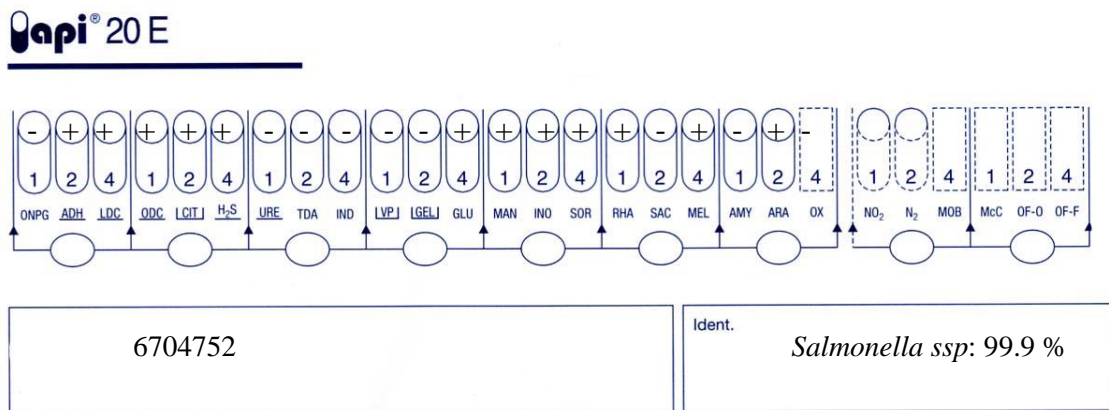 api® 20 E
- + + + + + - - - - - + + + + + - + - + -
1 2 4 1 2 4 1 2 4 1 2 4 1 2 4 1 2 4 1 2 4 1 2 4 1 2 4
ONPG ADH LDC ODC CIT H₂S URE TDA IND VP GEL GLU MAN INO SOR RHA SAC MEL AMY ARA OX NO₂ N₂ MOB McC OF-O OF-F
Ident.
6704752 Salmonella ssp: 99.9 %